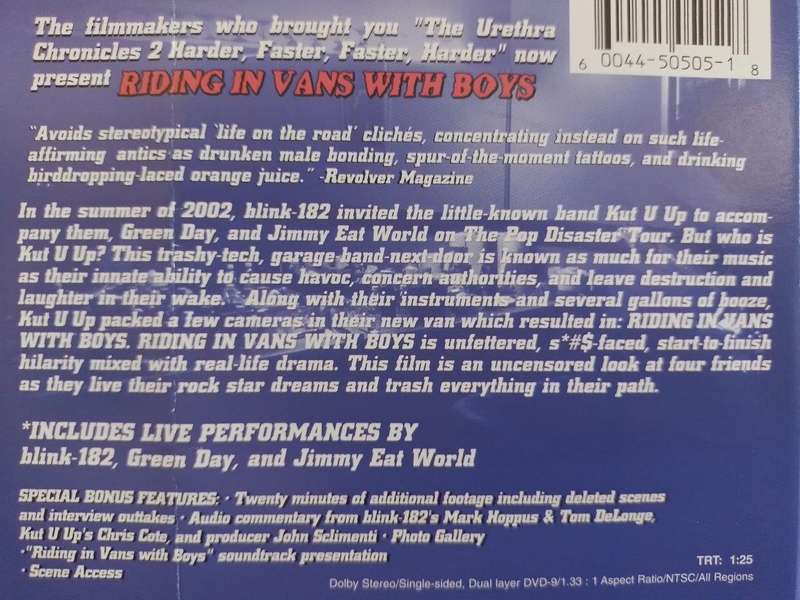 The filmmakers who brought you "The Urethra
Chronicles 2 Harder, Faster, Faster, Harder" now
present RIDING IN VANS WITH BOYS
6 0044-50505-1 8
"Avoids stereotypical 'life on the road' clichés, concentrating instead on such life-
affirming antics as drunken male bonding, spur-of-the-moment tattoos, and drinking
birddropping-laced orange juice." -Revolver Magazine
In the summer of 2002, blink-182 invited the little-known band Kut U Up to accom-
pany them, Green Day, and Jimmy Eat World on The Pop Disaster Tour. But who is
Kut U Up? This trashy-tech, garage-band-next-door is known as much for their music
as their innate ability to cause havoc, concern authorities, and leave destruction and
laughter in their wake. Along with their instruments and several gallons of booze,
Kut U Up packed a few cameras in their new van which resulted in: RIDING IN VANS
WITH BOYS. RIDING IN VANS WITH BOYS is unfettered, s*#$-faced, start-to-finish
hilarity mixed with real-life drama. This film is an uncensored look at four friends
as they live their rock star dreams and trash everything in their path.
*INCLUDES LIVE PERFORMANCES BY
blink-182, Green Day, and Jimmy Eat World
SPECIAL BONUS FEATURES: · Twenty minutes of additional footage including deleted scenes
and interview outtakes · Audio commentary from blink-182's Mark Hoppus & Tom DeLonge,
Kut U Up's Chris Cote, and producer John Sclimenti · Photo Gallery
·"Riding in Vans with Boys" soundtrack presentation
· Scene Access
TRT: 1:25
Dolby Stereo/Single-sided, Dual layer DVD-9/1.33 : 1 Aspect Ratio/NTSC/All Regions